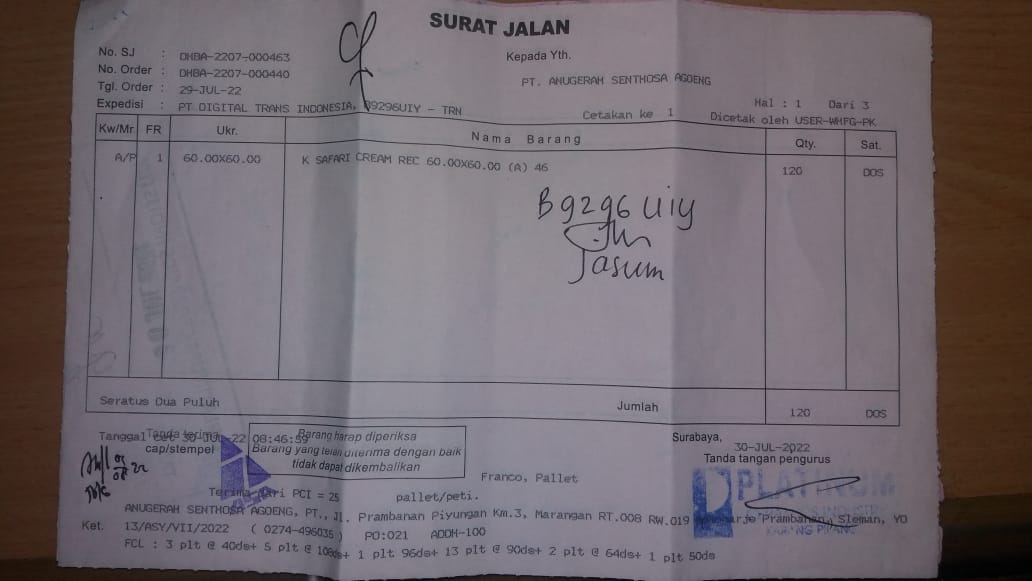 SURAT JALAN
No. SJ : DHBA-2207-000463
No. Order : DHBA-2207-000440
Tgl. Order : 29-JUL-22
Expedisi : PT DIGITAL TRANS INDONESIA, B9296UIY - TRN
Kepada Yth.
PT. ANUGERAH SENTHOSA AGOENG
Cetakan ke 1
Hal : 1 Dari 3
Dicetak oleh USER-WHFG-PK
Kw/Mr. FR Ukr. Nama Barang Qty. Sat.
A/P 1 60.00X60.00 K SAFARI CREAM REC 60.00X60.00 (A) 46 120 DOS
B9296 UIY
Jasum
Seratus Dua Puluh Jumlah 120 DOS
Tanggal cet 30-JUL-22 08:46:59
Tanda terima
cap/stempel
Barang harap diperiksa
Barang yang telah diterima dengan baik
tidak dapat dikembalikan
Surabaya,
30-JUL-2022
Tanda tangan pengurus
PLATINUM
Franco, Pallet
Terima dari PCI = 25 pallet/peti.
ANUGERAH SENTHOSA AGOENG, PT., Jl. Prambanan Piyungan Km.3, Marangan RT.008 RW.019 Prambanan, Sleman, YO
Ket. 13/ASY/VII/2022 ( 0274-496035 ) PO:021 ADDH-100
FCL : 3 plt @ 40ds+ 5 plt @ 108ds+ 1 plt 96ds+ 13 plt @ 90ds+ 2 plt @ 64ds+ 1 plt 50ds